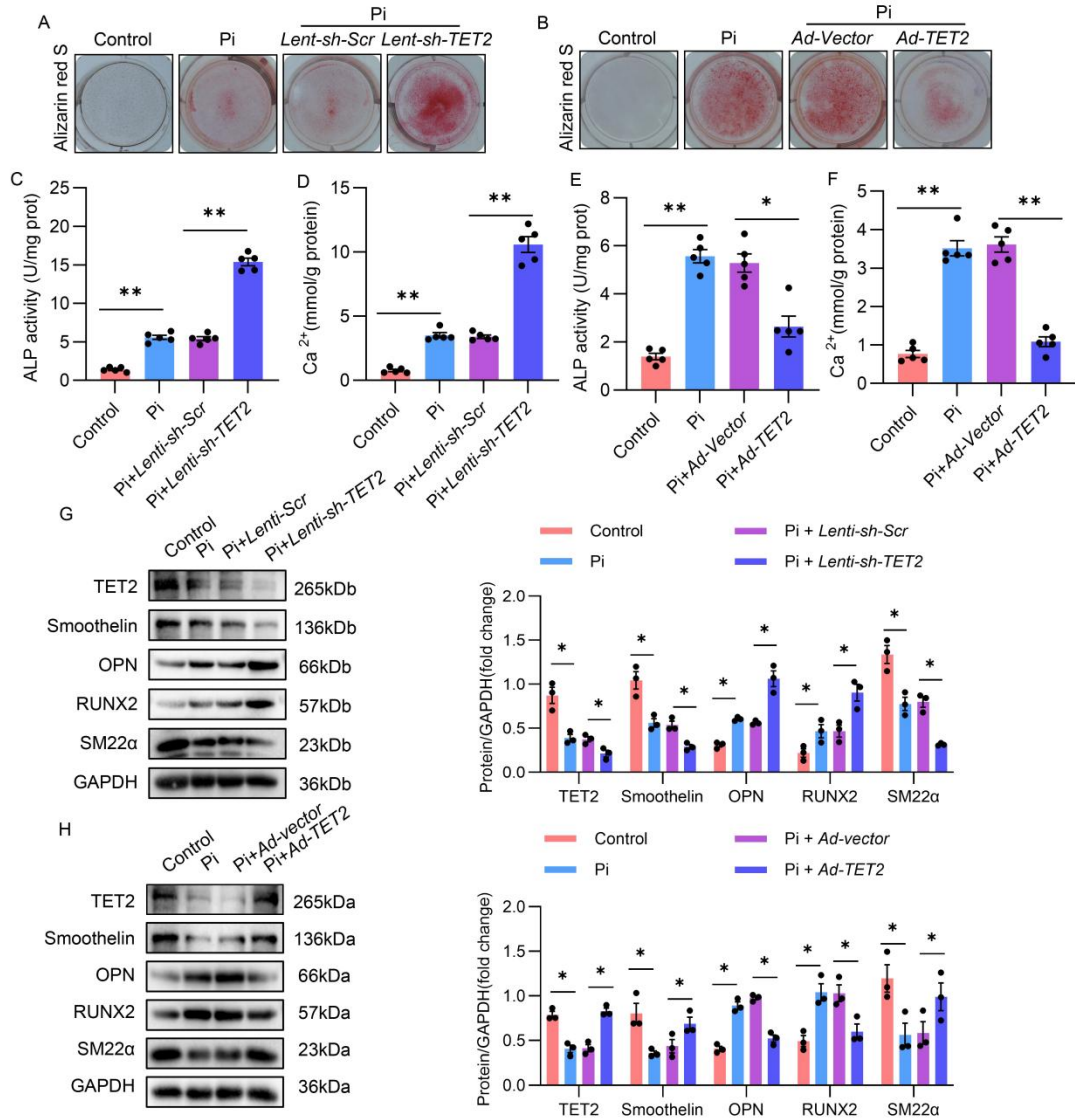 A
Pi
Control
Pi
Lent-sh-Scr Lent-sh-TET2
Alizarin red S
B
Pi
Control
Pi
Ad-Vector
Ad-TET2
Alizarin red S
C
ALP activity (U/mg prot)
25
20
15
10
5
0
**
**
Control
Pi
Pi+Lenti-sh-Scr
Pi+Lenti-sh-TET2
D
Ca 2+(mmol/g protein)
15
10
5
0
**
**
Control
Pi
Pi+Lenti-sh-Scr
Pi+Lenti-sh-TET2
E
ALP activity (U/mg prot)
8
6
4
2
0
**
*
Control
Pi
Pi+Ad-Vector
Pi+Ad-TET2
F
Ca 2+(mmol/g protein)
5
4
3
2
1
0
**
**
Control
Pi
Pi+Ad-Vector
Pi+Ad-TET2
G
Control
Pi
Pi+Lenti-Scr
Pi+Lenti-sh-TET2
TET2 265kDb
Smoothelin 136kDb
OPN 66kDb
RUNX2 57kDb
SM22α 23kDb
GAPDH 36kDb
Control
Pi + Lenti-sh-Scr
Pi
Pi + Lenti-sh-TET2
Protein/GAPDH(fold change)
2.0
1.5
1.0
0.5
0.0
* * * * * * * * * *
TET2 Smoothelin OPN RUNX2 SM22α
H
Control
Pi
Pi+Ad-vector
Pi+Ad-TET2
TET2 265kDa
Smoothelin 136kDa
OPN 66kDa
RUNX2 57kDa
SM22α 23kDa
GAPDH 36kDa
Control
Pi + Ad-vector
Pi
Pi + Ad-TET2
Protein/GAPDH(fold change)
2.0
1.5
1.0
0.5
0.0
* * * * * * * * * *
TET2 Smoothelin OPN RUNX2 SM22α